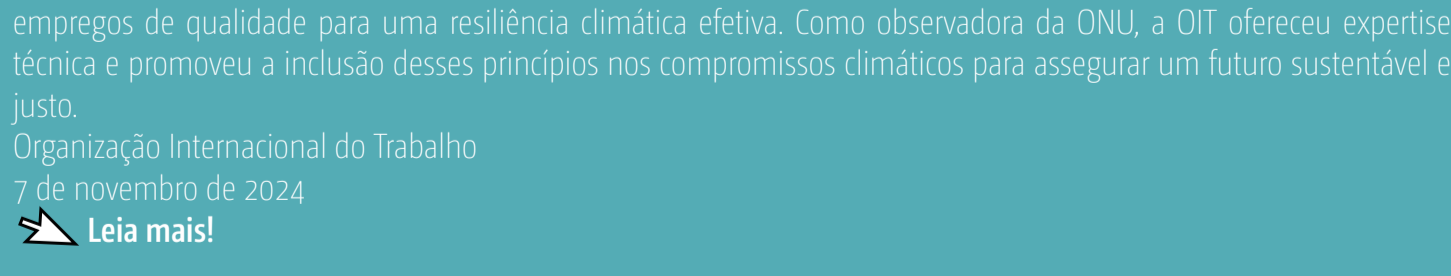 empregos de qualidade para uma resiliência climática efetiva. Como observadora da ONU, a OIT ofereceu expertise
técnica e promoveu a inclusão desses princípios nos compromissos climáticos para assegurar um futuro sustentável e
justo.
Organização Internacional do Trabalho
7 de novembro de 2024
Leia mais!